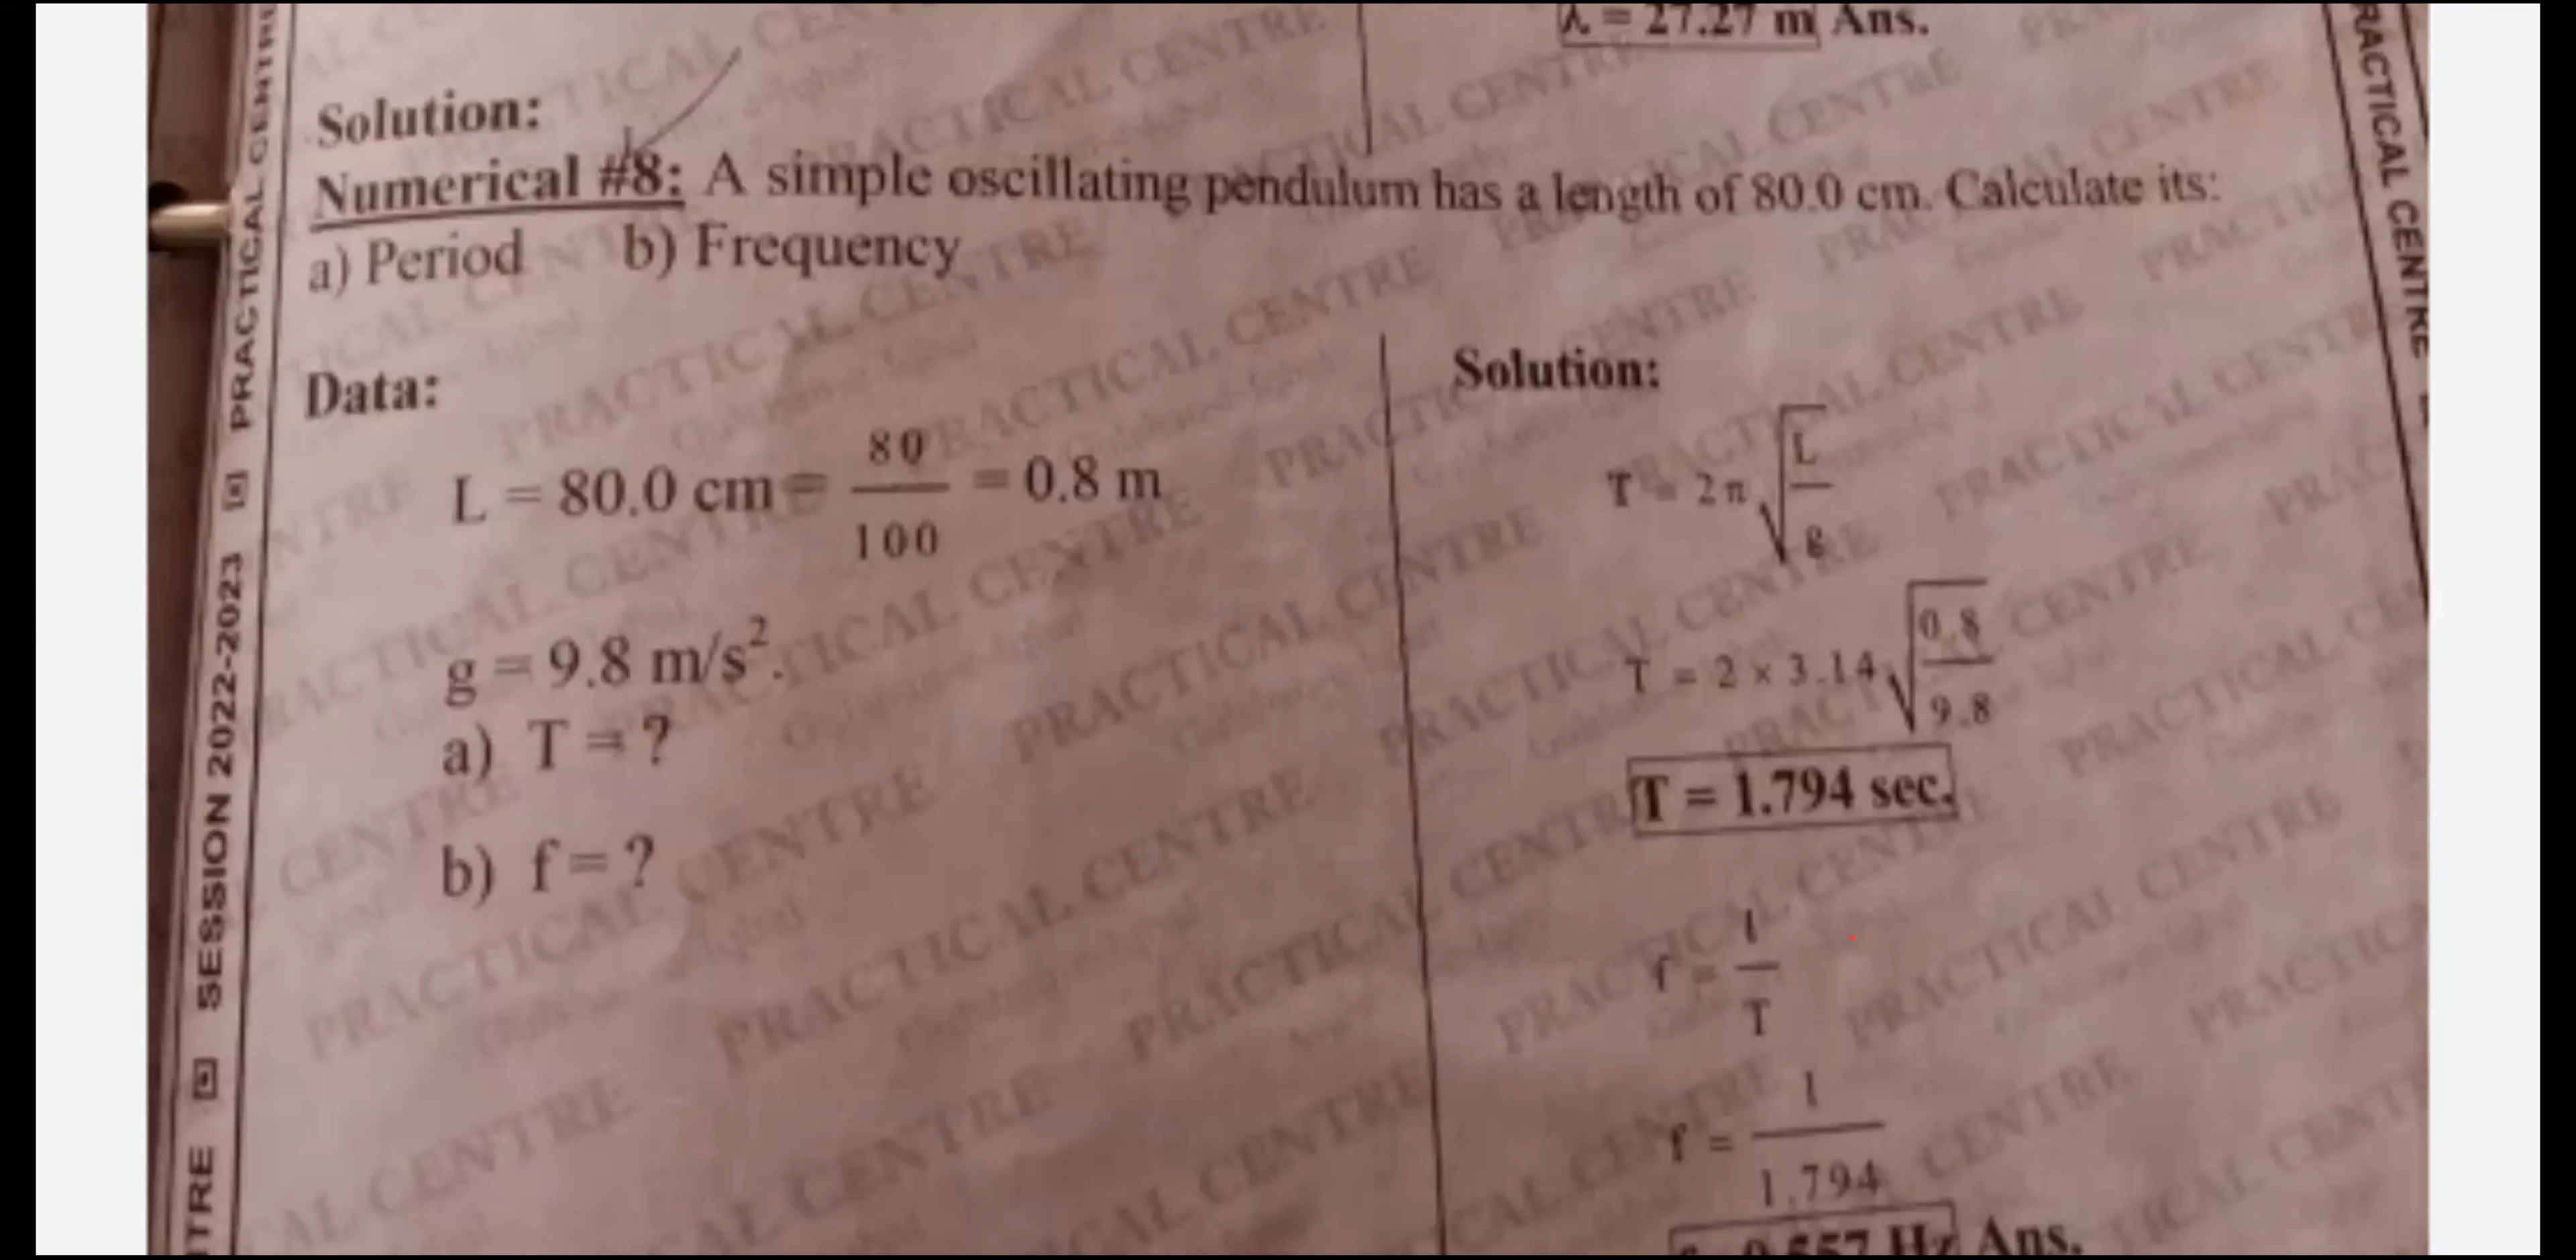 λ = 27.27 m Ans.
Solution:
Numerical #8: A simple oscillating pendulum has a length of 80.0 cm. Calculate its:
a) Period b) Frequency
Data:
L = 80.0 cm = 80/100 = 0.8 m
g = 9.8 m/s².
a) T = ?
b) f = ?
Solution:
T = 2π √(L/g)
T = 2 × 3.14 √(0.8/9.8)
T = 1.794 sec.
f = 1/T
f = 1/1.794
0.557 Hz Ans.
PRACTICAL CENTRE
SESSION 2022-2023
PRACTICAL CENTRE